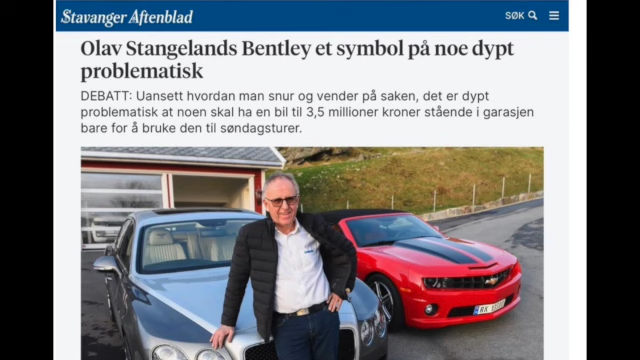 Stavanger Aftenblad
SØK
Olav Stangelands Bentley et symbol på noe dypt
problematisk
DEBATT: Uansett hvordan man snur og vender på saken, det er dypt
problematisk at noen skal ha en bil til 3,5 millioner kroner stående i garasjen
bare for å bruke den til søndagsturer.